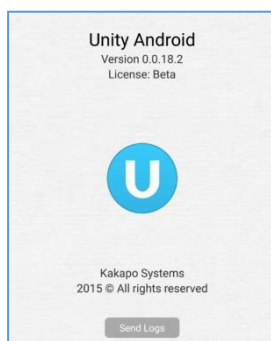 Unity Android
Version 0.0.18.2
License: Beta
U
Kakapo Systems
2015 © All rights reserved
Send Logs